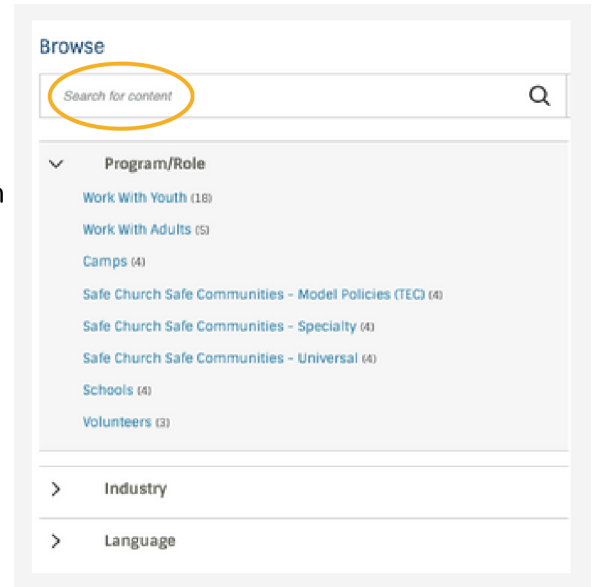 Browse
Search for content
Program/Role
Work With Youth (18)
Work With Adults (5)
Camps (4)
Safe Church Safe Communities - Model Policies (TEC) (4)
Safe Church Safe Communities - Specialty (4)
Safe Church Safe Communities - Universal (4)
Schools (4)
Volunteers (3)
Industry
Language